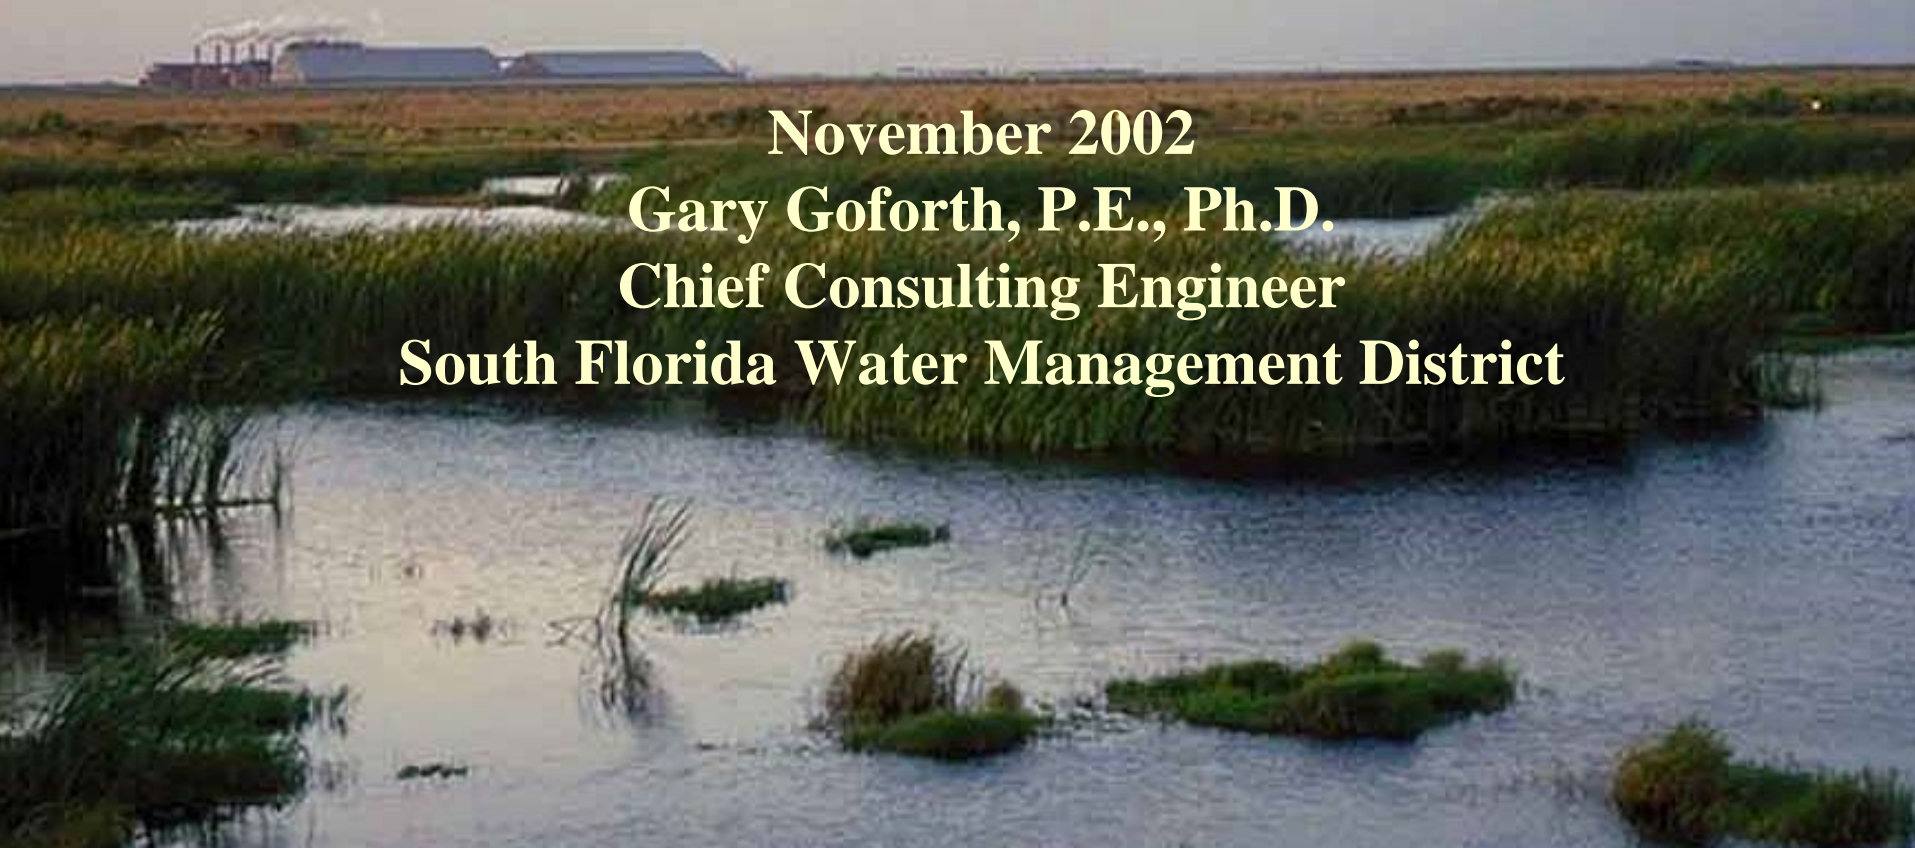 November 2002
Gary Goforth, P.E., Ph.D.
Chief Consulting Engineer
South Florida Water Management District